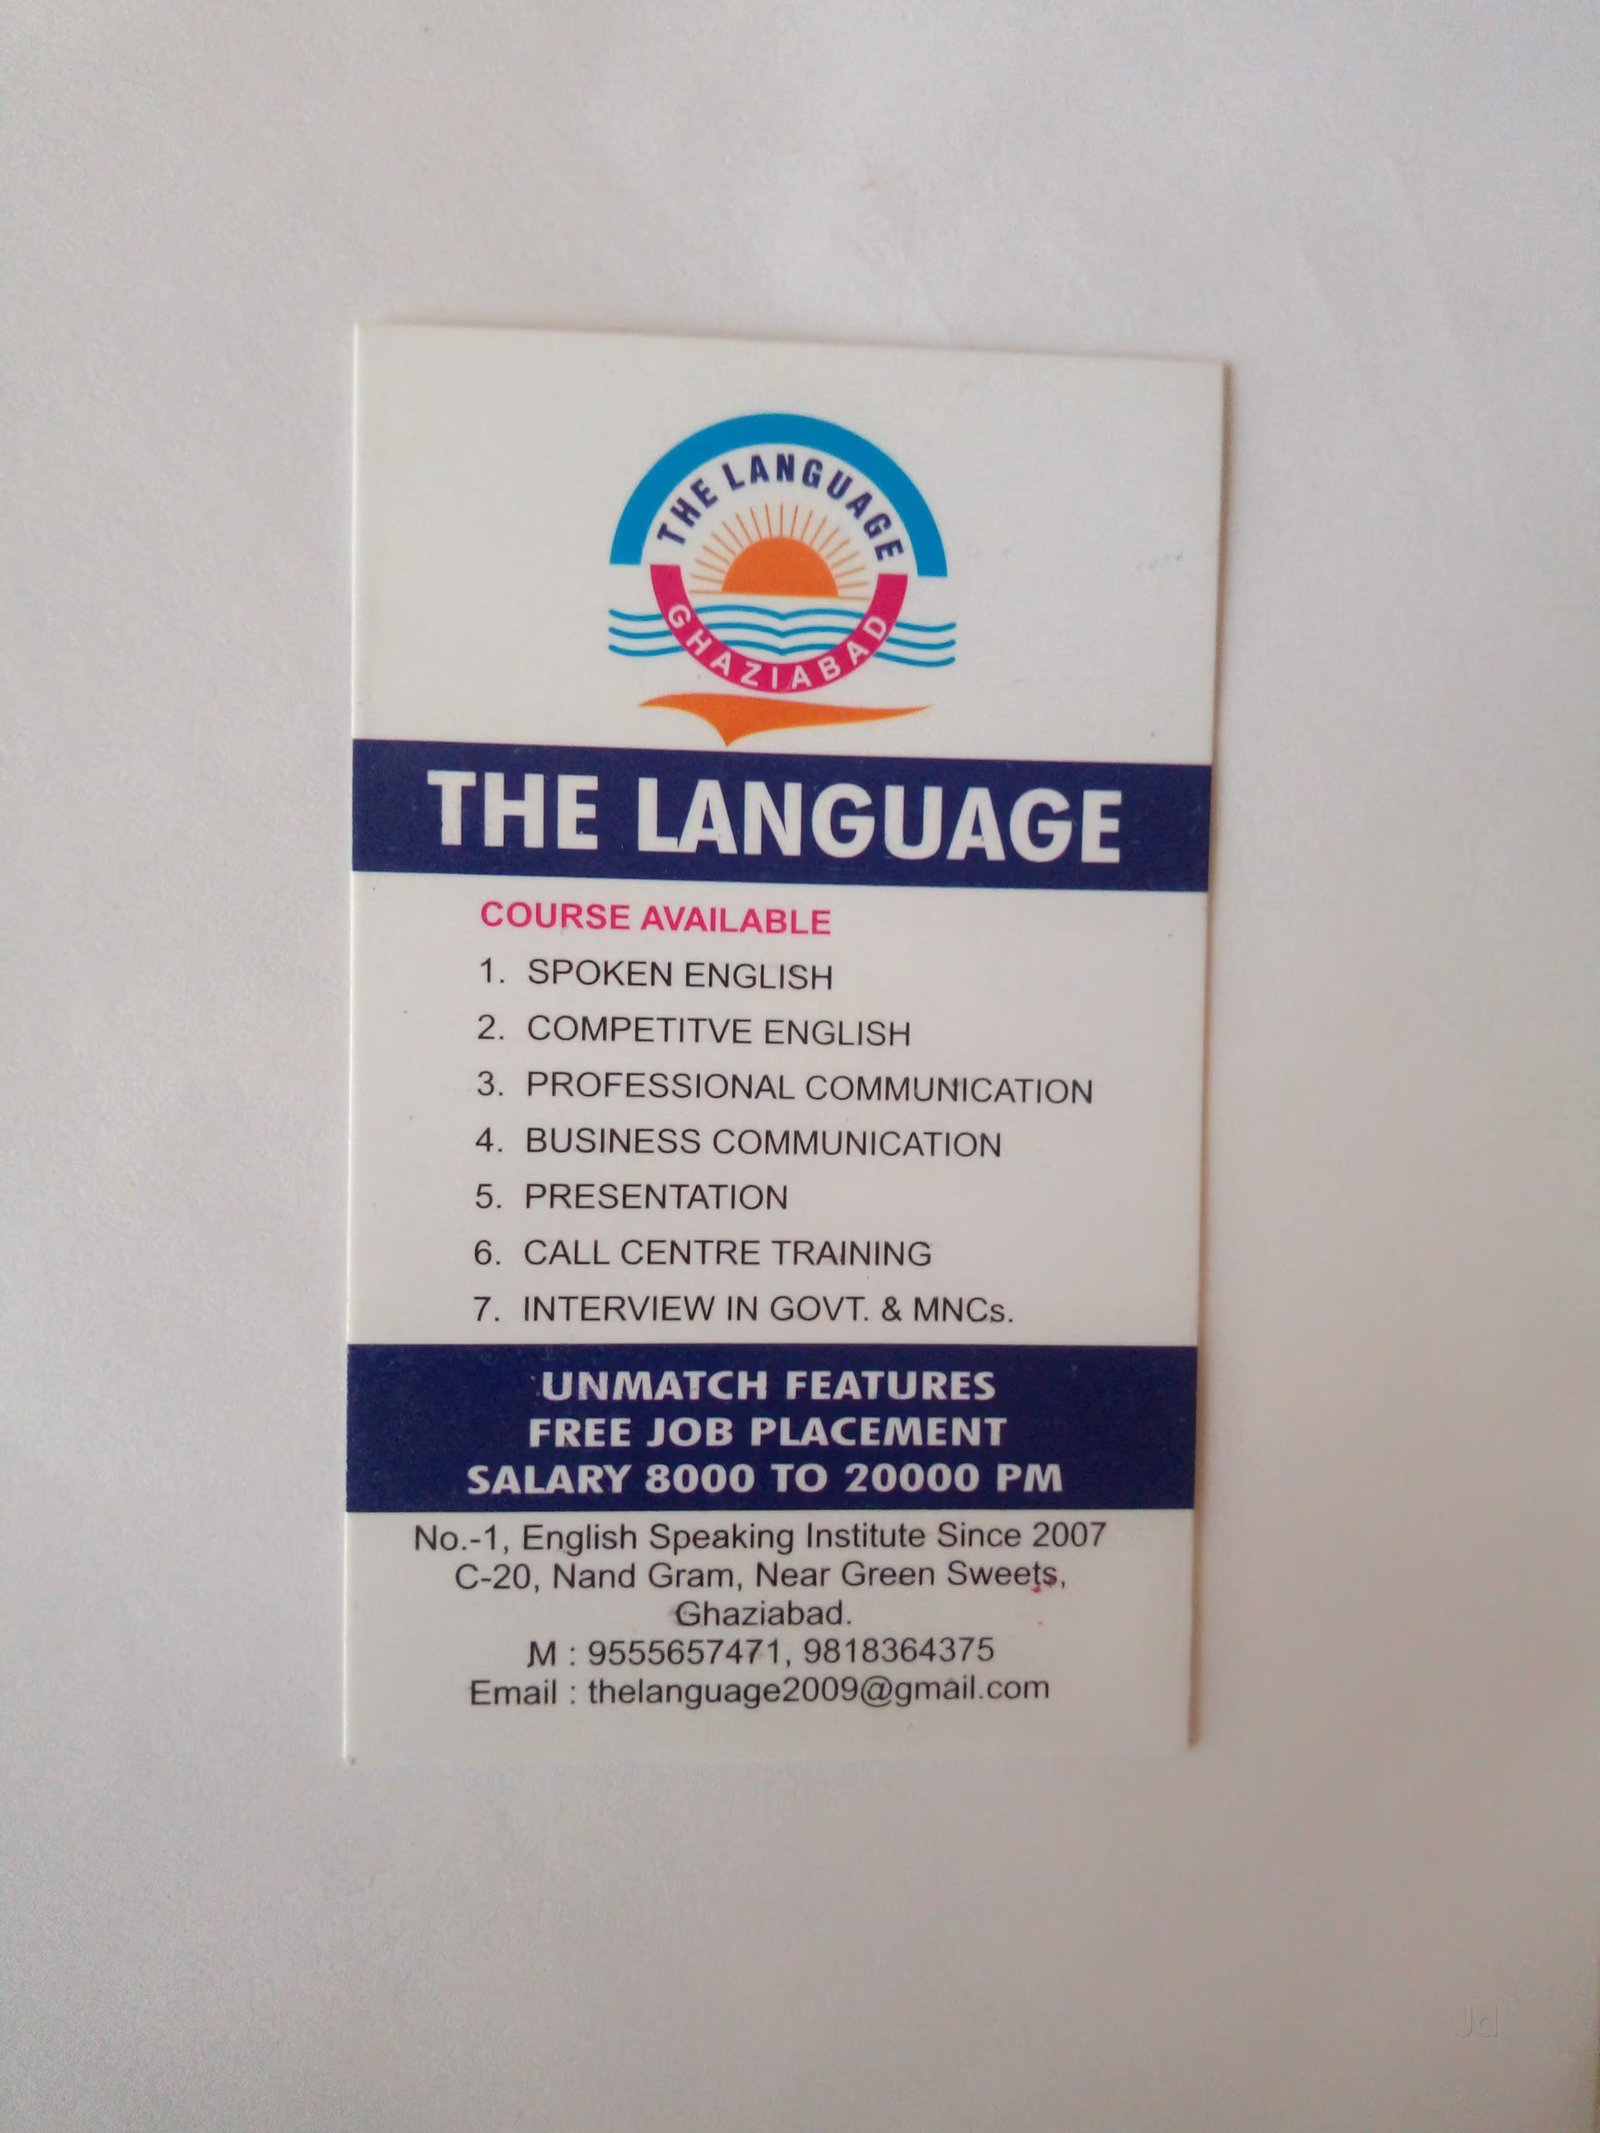 THE LANGUAGE
GHAZIABAD
THE LANGUAGE
COURSE AVAILABLE
1. SPOKEN ENGLISH
2. COMPETITVE ENGLISH
3. PROFESSIONAL COMMUNICATION
4. BUSINESS COMMUNICATION
5. PRESENTATION
6. CALL CENTRE TRAINING
7. INTERVIEW IN GOVT. & MNCs.
UNMATCH FEATURES
FREE JOB PLACEMENT
SALARY 8000 TO 20000 PM
No.-1, English Speaking Institute Since 2007
C-20, Nand Gram, Near Green Sweets,
Ghaziabad.
M : 9555657471, 9818364375
Email : thelanguage2009@gmail.com
Jd